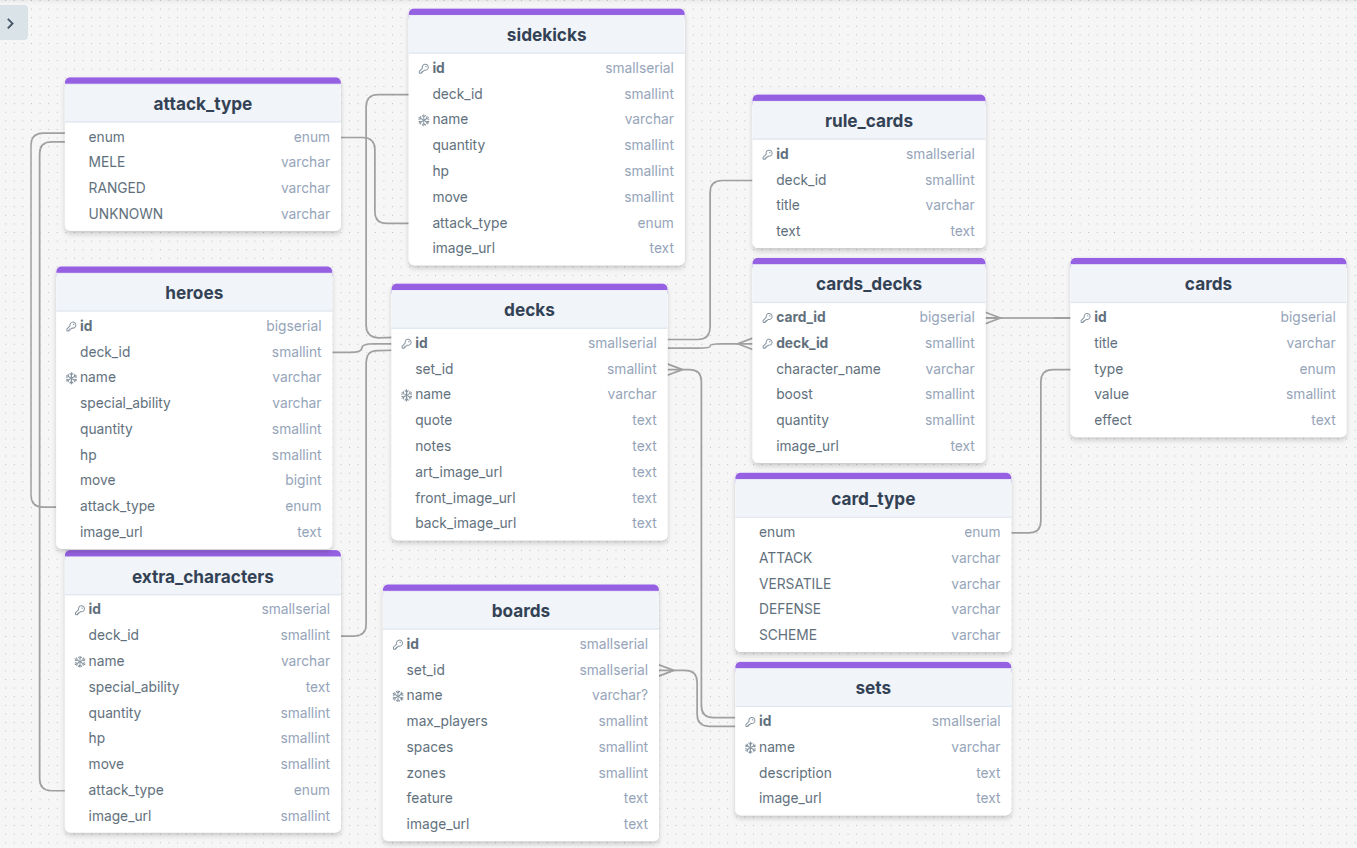 sidekicks
id smallserial
deck_id smallint
name varchar
quantity smallint
hp smallint
move smallint
attack_type enum
image_url text
attack_type
enum enum
MELE varchar
RANGED varchar
UNKNOWN varchar
rule_cards
id smallserial
deck_id smallint
title varchar
text text
heroes
id bigserial
deck_id smallint
name varchar
special_ability varchar
quantity smallint
hp smallint
move bigint
attack_type enum
image_url text
decks
id smallserial
set_id smallint
name varchar
quote text
notes text
art_image_url text
front_image_url text
back_image_url text
cards_decks
card_id bigserial
deck_id smallint
character_name varchar
boost smallint
quantity smallint
image_url text
cards
id bigserial
title varchar
type enum
value smallint
effect text
card_type
enum enum
ATTACK varchar
VERSATILE varchar
DEFENSE varchar
SCHEME varchar
extra_characters
id smallserial
deck_id smallint
name varchar
special_ability text
quantity smallint
hp smallint
move smallint
attack_type enum
image_url smallint
boards
id smallserial
set_id smallserial
name varchar?
max_players smallint
spaces smallint
zones smallint
feature text
image_url text
sets
id smallserial
name varchar
description text
image_url text